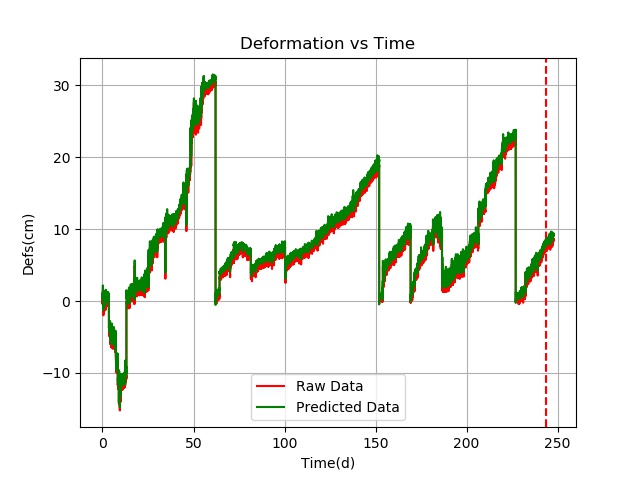 Deformation vs Time
30
20
10
0
−10
Defs(cm)
Raw Data
Predicted Data
0 50 100 150 200 250
Time(d)